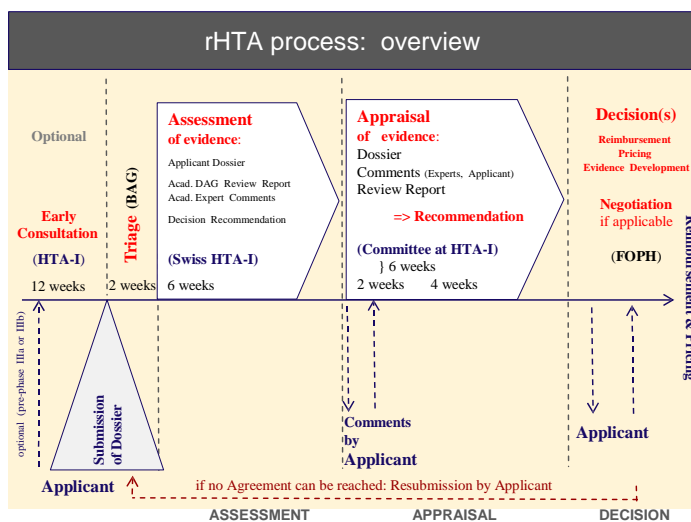 rHTA process: overview
Optional
Early
Consultation
(HTA-I)
12 weeks
Triage (BAG)
2 weeks
Assessment
of evidence:
Applicant Dossier
Acad. DAG Review Report
Acad. Expert Comments
Decision Recommendation
(Swiss HTA-I)
6 weeks
Appraisal
of evidence:
Dossier
Comments (Experts, Applicant)
Review Report
=> Recommendation
(Committee at HTA-I)
} 6 weeks
2 weeks 4 weeks
Decision(s)
Reimbursement
Pricing
Evidence Development
Negotiation
if applicable
(FOPH)
Reimbursement & Pricing
optional (pre-phase IIIa or IIIb)
Submission
of Dossier
Applicant
Comments
by
Applicant
Applicant
if no Agreement can be reached: Resubmission by Applicant
ASSESSMENT
APPRAISAL
DECISION